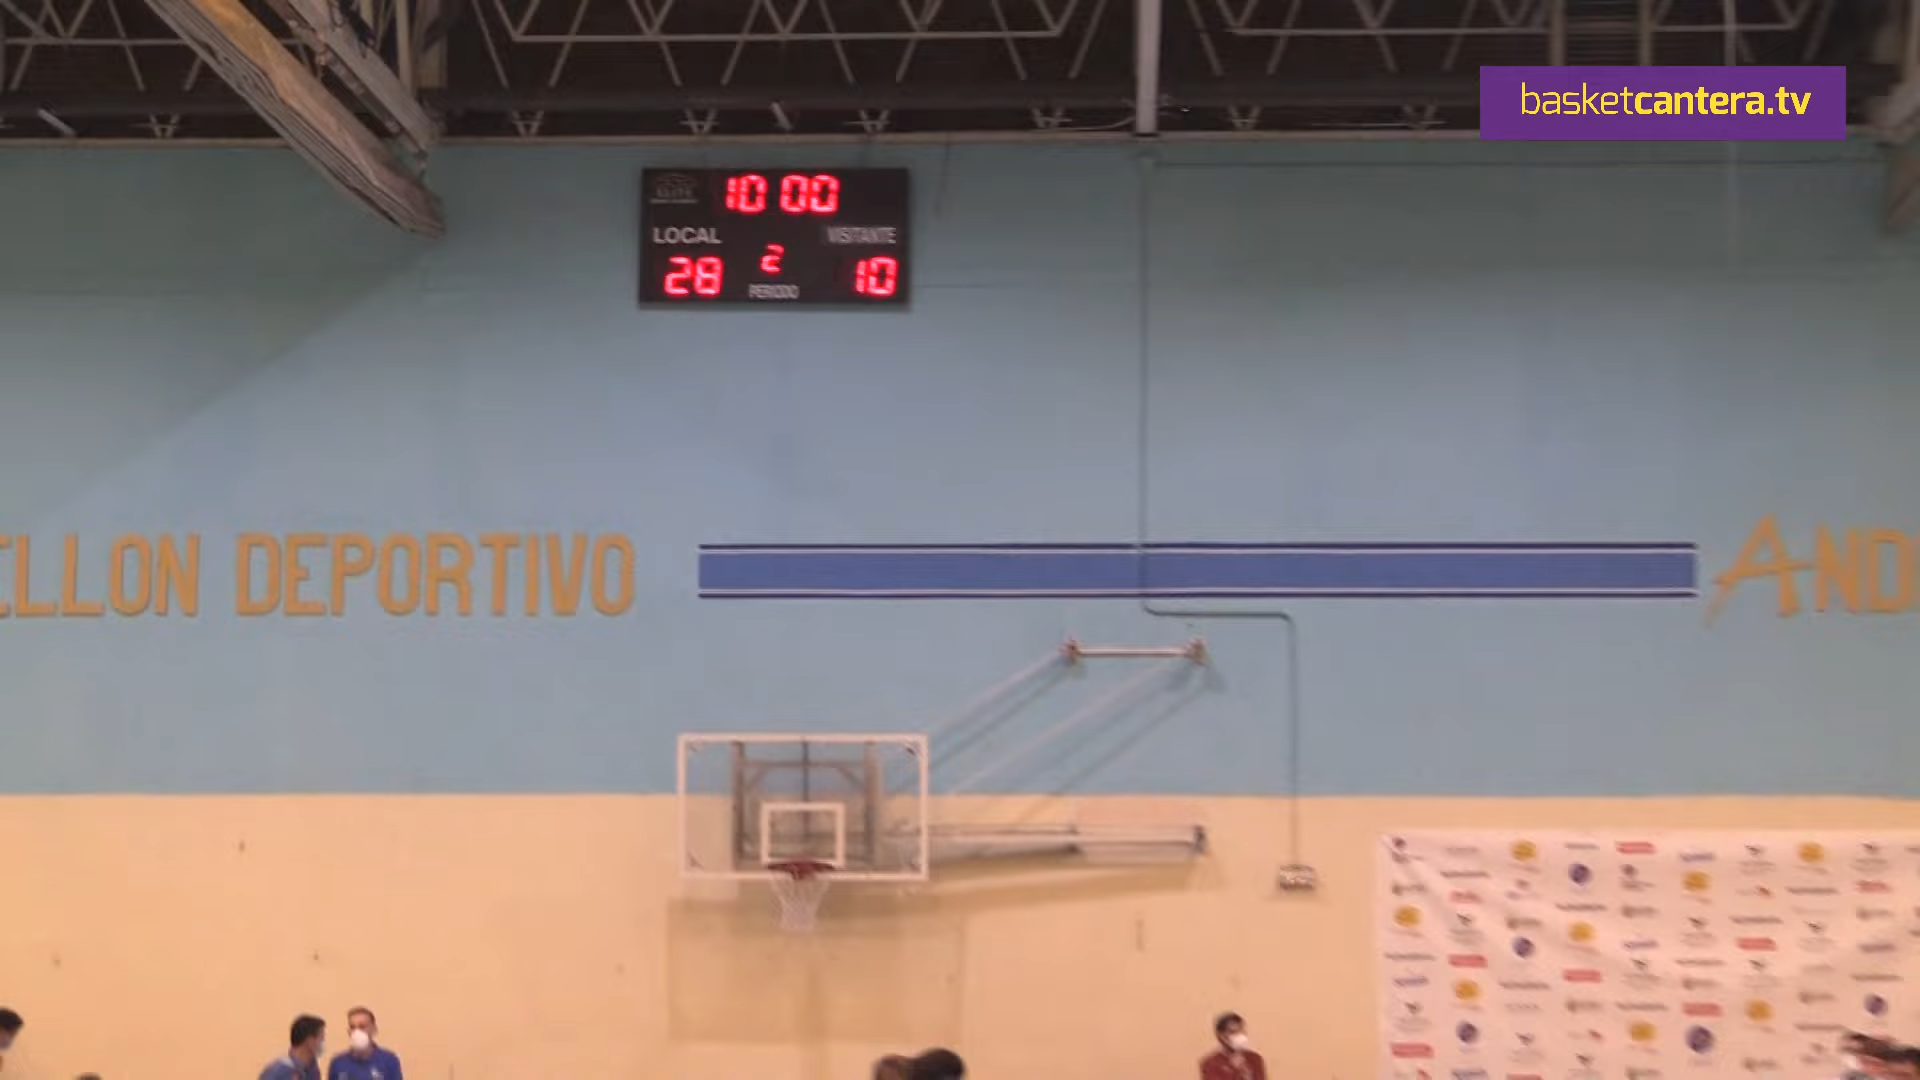 basketcantera.tv
10 00
LOCAL
VISITANTE
28
2
10
PERIODO
ELLON DEPORTIVO
AND